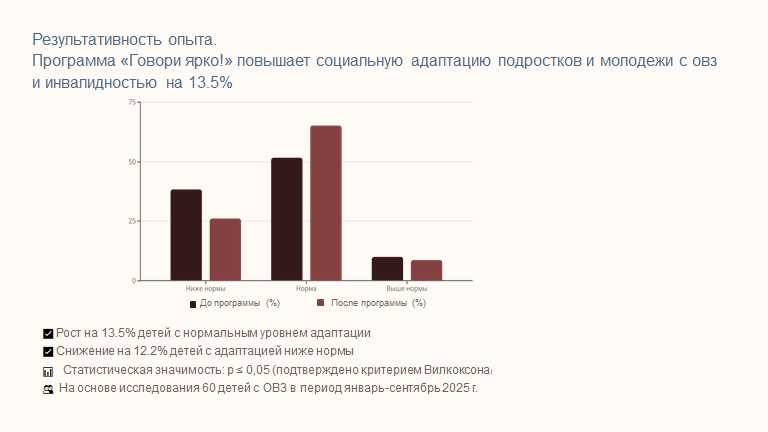 Результативность опыта.
Программа «Говори ярко!» повышает социальную адаптацию подростков и молодежи с овз
и инвалидностью на 13.5%
75
50
25
0
Ниже нормы Норма Выше нормы
До программы (%) После программы (%)
Рост на 13.5% детей с нормальным уровнем адаптации
Снижение на 12.2% детей с адаптацией ниже нормы
Статистическая значимость: p ≤ 0,05 (подтверждено критерием Вилкоксона)
На основе исследования 60 детей с ОВЗ в период январь-сентябрь 2025 г.